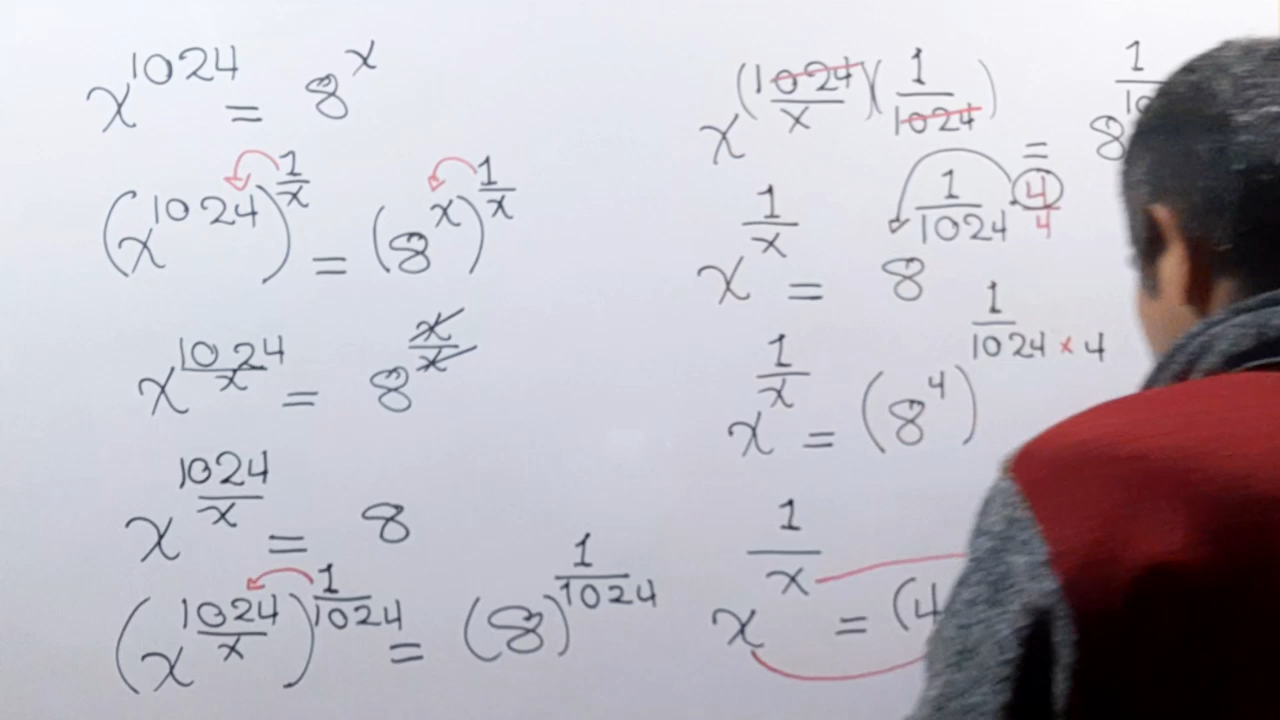 x^1024 = 8^x
(x^1024)^(1/x) = (8^x)^(1/x)
x^(1024/x) = 8^(x/x)
x^(1024/x) = 8
(x^(1024/x))^(1/1024) = (8)^(1/1024)
x^((1024/x)(1/1024)) = 8
x^(1/x) = 8^(1/1024 · 4/4)
x^(1/x) = (8^4)^(1/(1024×4))
x^(1/x) = (4